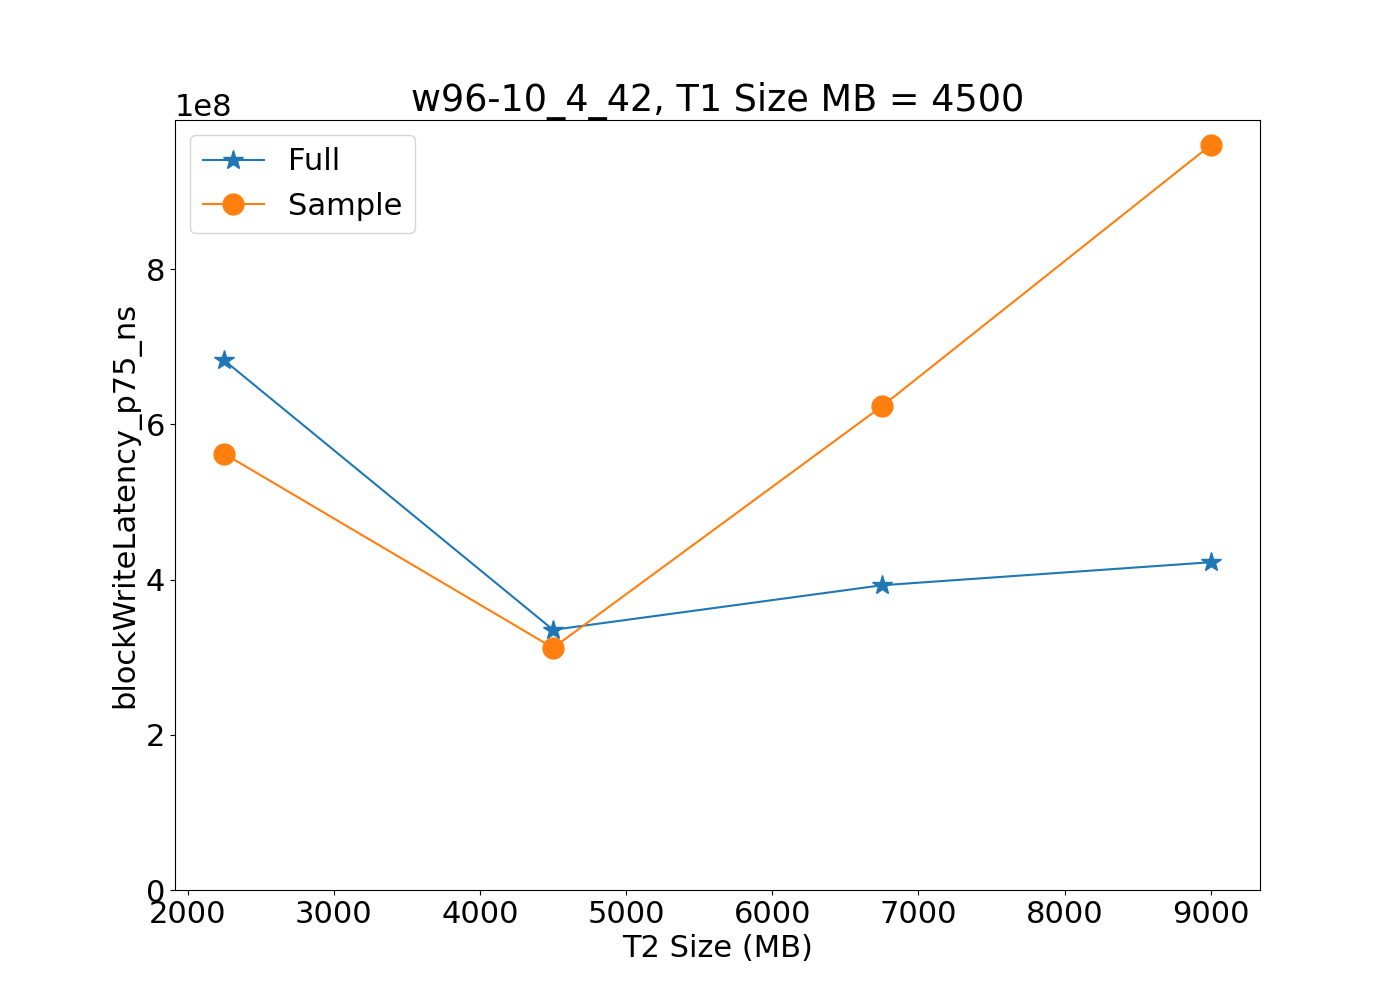 w96-10_4_42, T1 Size MB = 4500
1e8
Full
Sample
8
6
4
2
0
blockWriteLatency_p75_ns
2000 3000 4000 5000 6000 7000 8000 9000
T2 Size (MB)